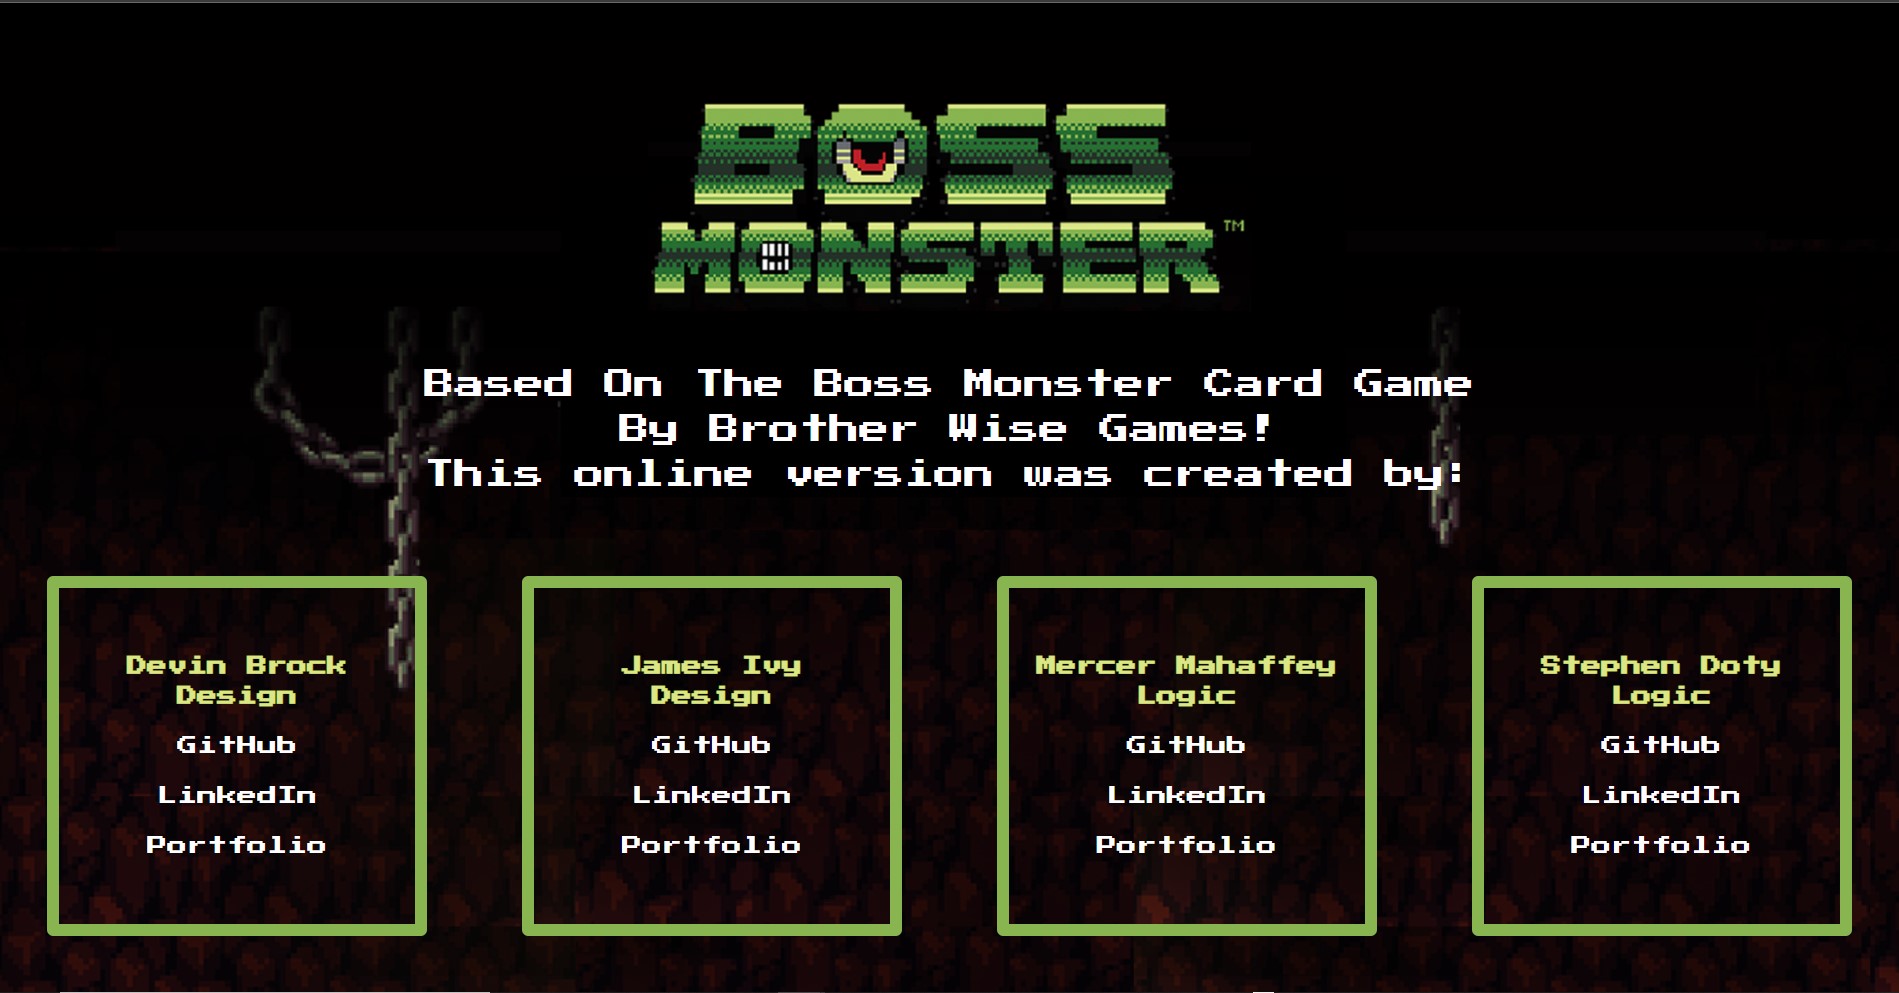 BOSS
MONSTER™
Based On The Boss Monster Card Game
By Brother Wise Games!
This online version was created by:
Devin Brock
Design
GitHub
LinkedIn
Portfolio
James Ivy
Design
GitHub
LinkedIn
Portfolio
Mercer Mahaffey
Logic
GitHub
LinkedIn
Portfolio
Stephen Doty
Logic
GitHub
LinkedIn
Portfolio